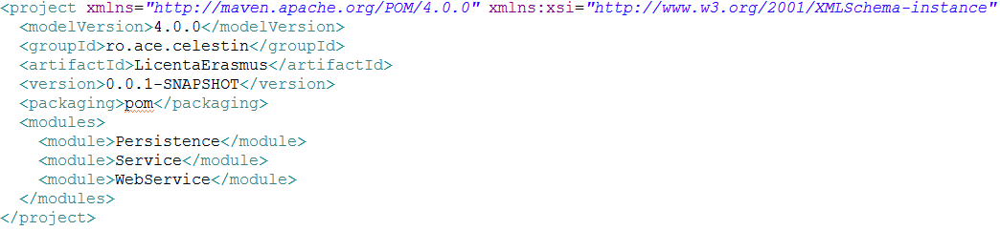 <project xmlns="http://maven.apache.org/POM/4.0.0" xmlns:xsi="http://www.w3.org/2001/XMLSchema-instance"
  <modelVersion>4.0.0</modelVersion>
  <groupId>ro.ace.celestin</groupId>
  <artifactId>LicentaErasmus</artifactId>
  <version>0.0.1-SNAPSHOT</version>
  <packaging>pom</packaging>
  <modules>
    <module>Persistence</module>
    <module>Service</module>
    <module>WebService</module>
  </modules>
</project>